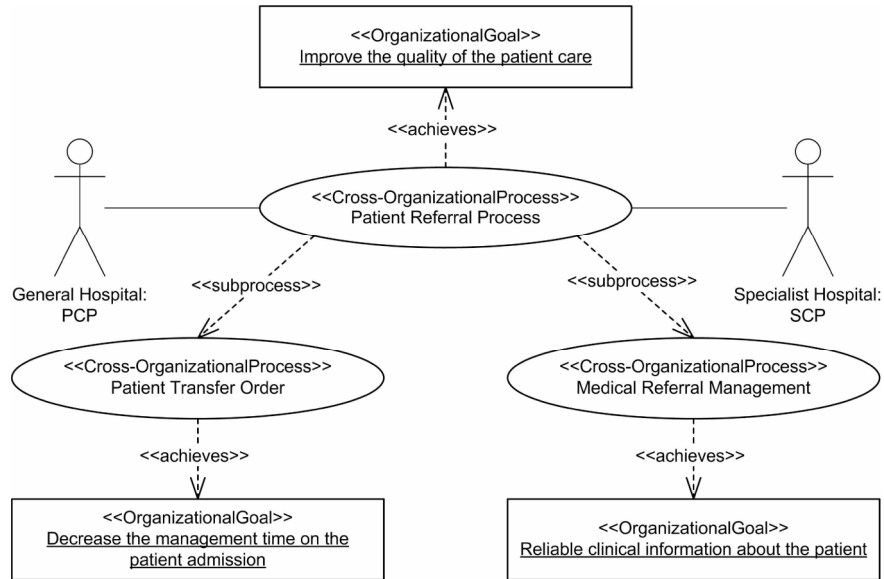 <<OrganizationalGoal>>
Improve the quality of the patient care
<<achieves>>
<<Cross-OrganizationalProcess>>
Patient Referral Process
<<subprocess>>
<<subprocess>>
General Hospital:
PCP
Specialist Hospital:
SCP
<<Cross-OrganizationalProcess>>
Patient Transfer Order
<<Cross-OrganizationalProcess>>
Medical Referral Management
<<achieves>>
<<achieves>>
<<OrganizationalGoal>>
Decrease the management time on the
patient admission
<<OrganizationalGoal>>
Reliable clinical information about the patient